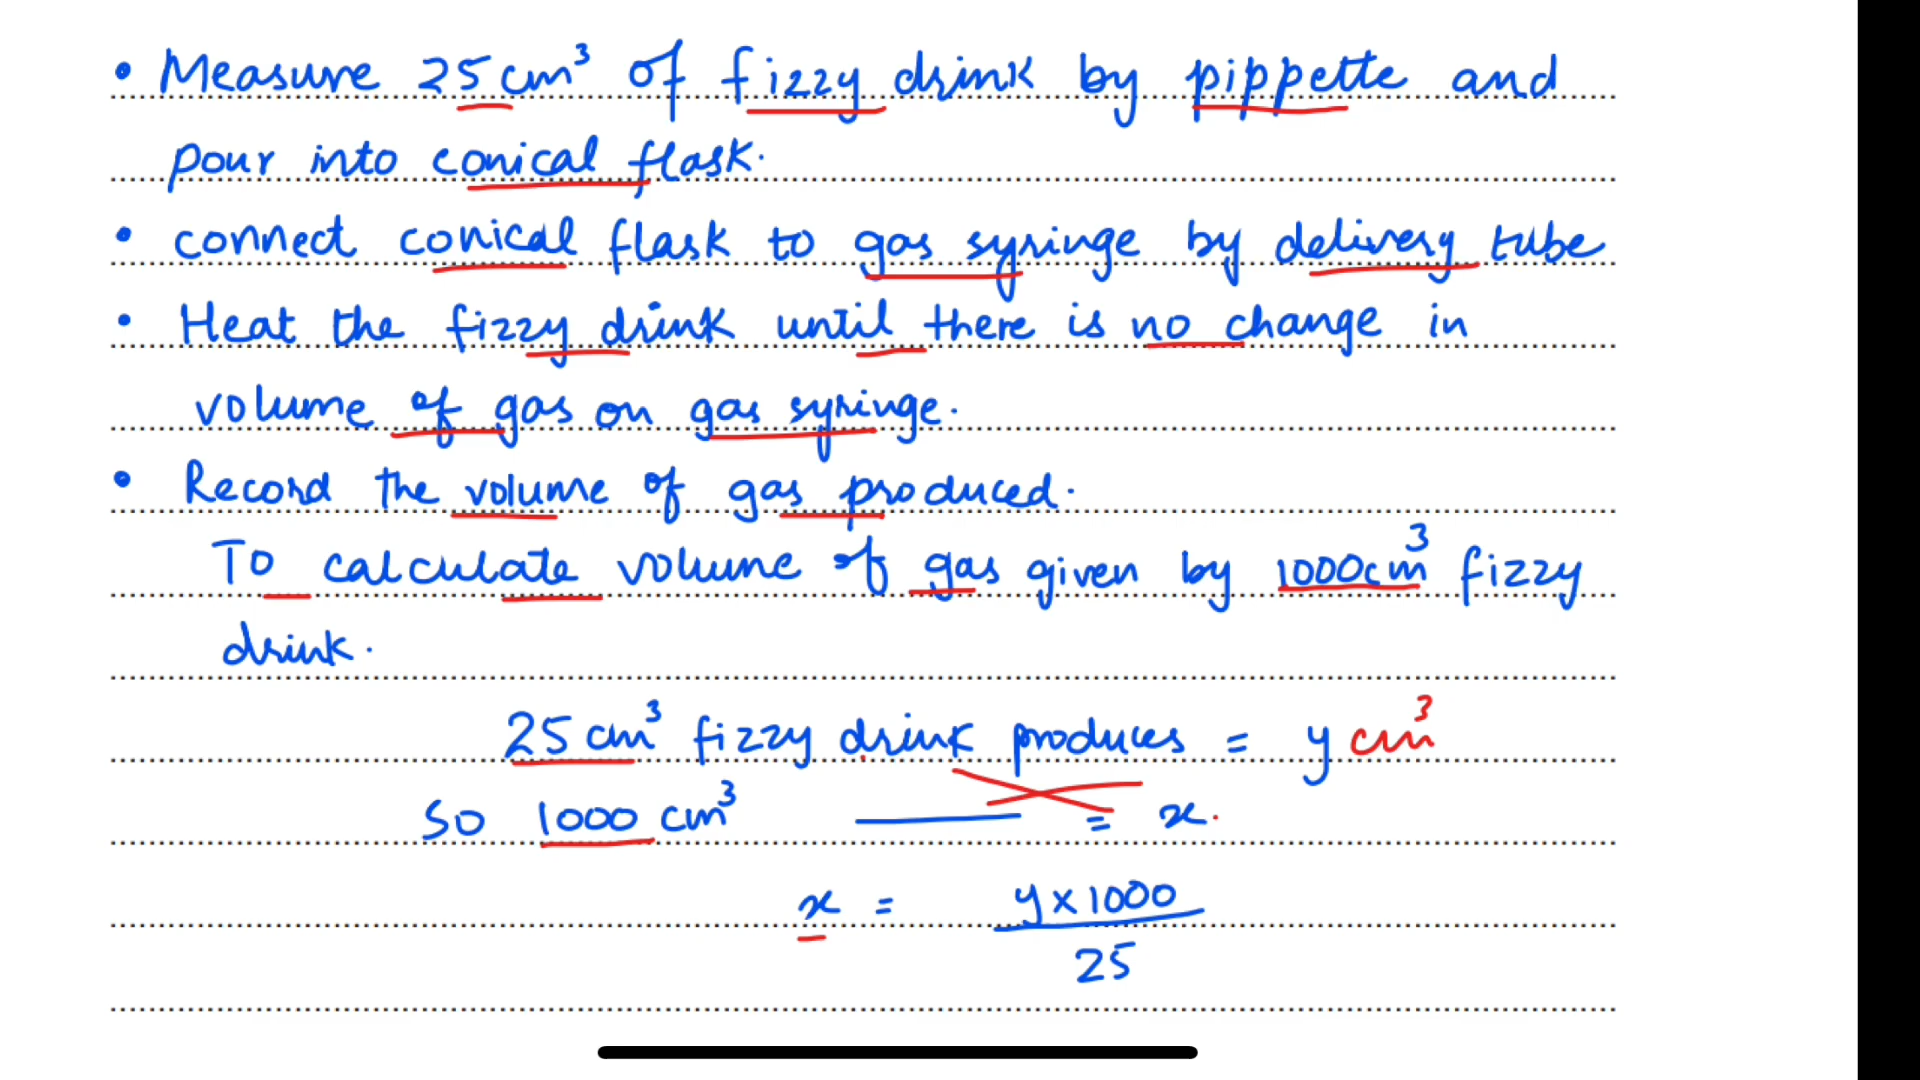 • Measure 25cm³ of fizzy drink by pippette and
pour into conical flask.
• connect conical flask to gas syringe by delivery tube
• Heat the fizzy drink until there is no change in
volume of gas on gas syringe.
• Record the volume of gas produced.
To calculate volume of gas given by 1000cm³ fizzy
drink.
25 cm³ fizzy drink produces = y cm³
so 1000 cm³ —— = x.
x = y x 1000
25